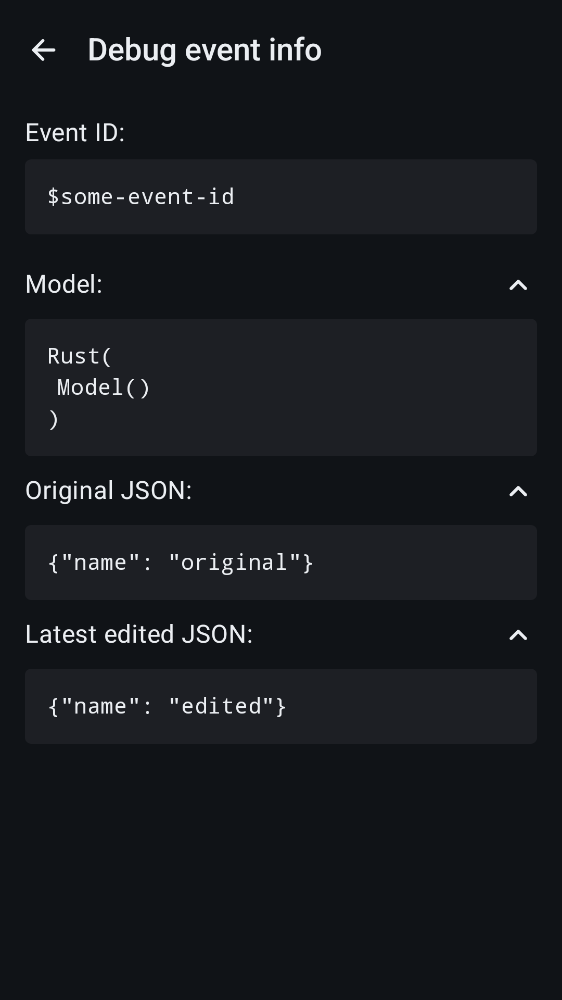 Debug event info
Event ID:
$some-event-id
Model:
Rust(
 Model()
)
Original JSON:
{"name": "original"}
Latest edited JSON:
{"name": "edited"}